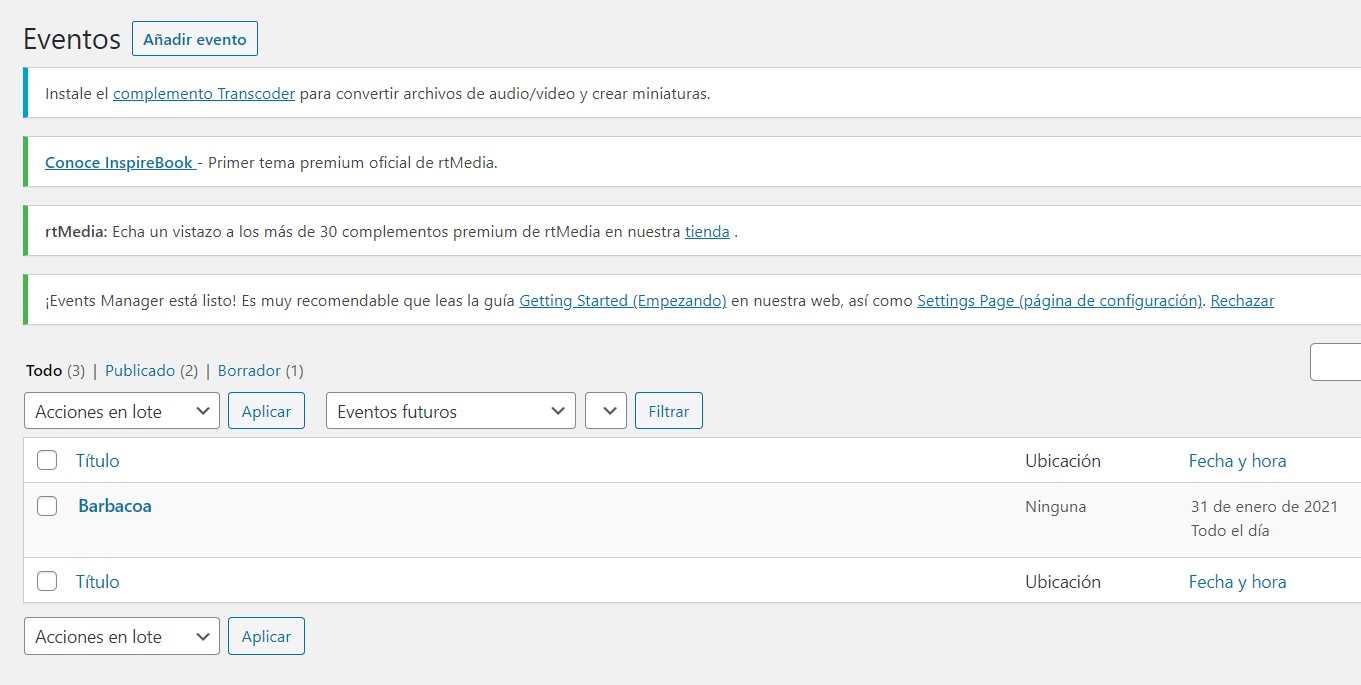 Eventos Añadir evento
Instale el complemento Transcoder para convertir archivos de audio/video y crear miniaturas.
Conoce InspireBook - Primer tema premium oficial de rtMedia.
rtMedia: Echa un vistazo a los más de 30 complementos premium de rtMedia en nuestra tienda .
¡Events Manager está listo! Es muy recomendable que leas la guía Getting Started (Empezando) en nuestra web, así como Settings Page (página de configuración). Rechazar
Todo (3) | Publicado (2) | Borrador (1)
Acciones en lote Aplicar Eventos futuros Filtrar
Título Ubicación Fecha y hora
Barbacoa Ninguna 31 de enero de 2021
Todo el día
Título Ubicación Fecha y hora
Acciones en lote Aplicar